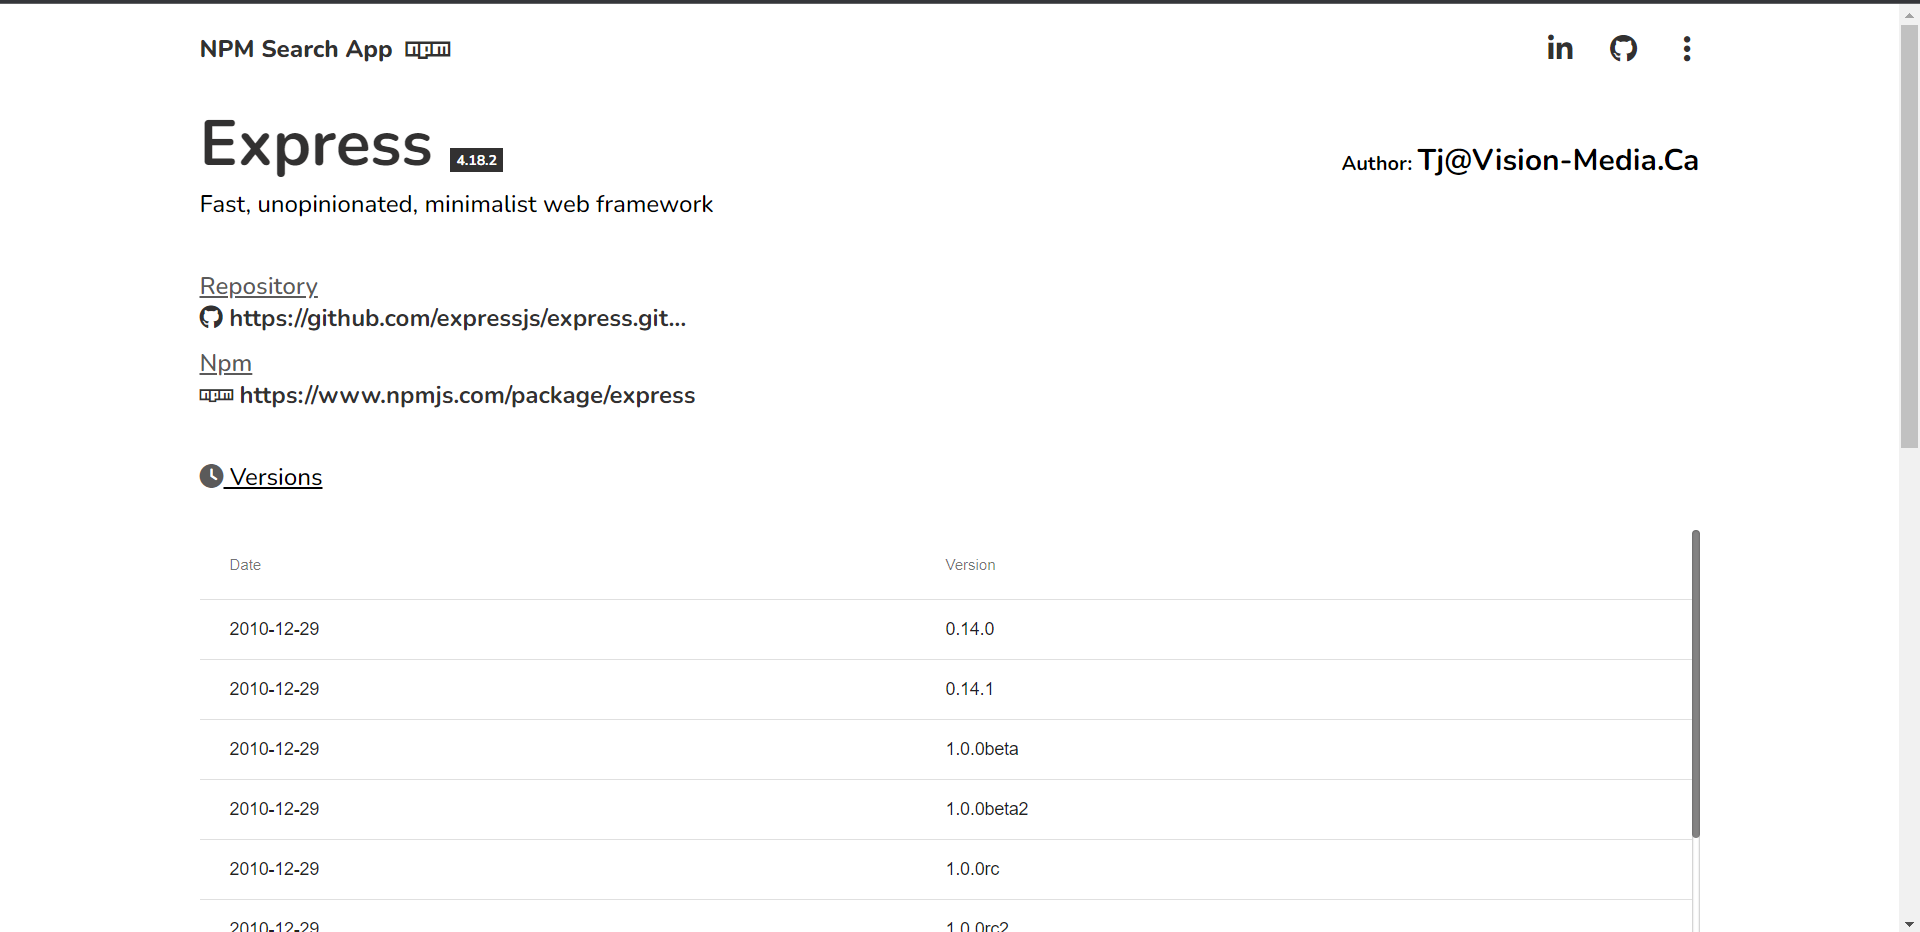 NPM Search App npm
Express 4.18.2
Author: Tj@Vision-Media.Ca
Fast, unopinionated, minimalist web framework
Repository
https://github.com/expressjs/express.git...
Npm
npm https://www.npmjs.com/package/express
Versions
Date Version
2010-12-29 0.14.0
2010-12-29 0.14.1
2010-12-29 1.0.0beta
2010-12-29 1.0.0beta2
2010-12-29 1.0.0rc
2010-12-29 1.0.0rc2